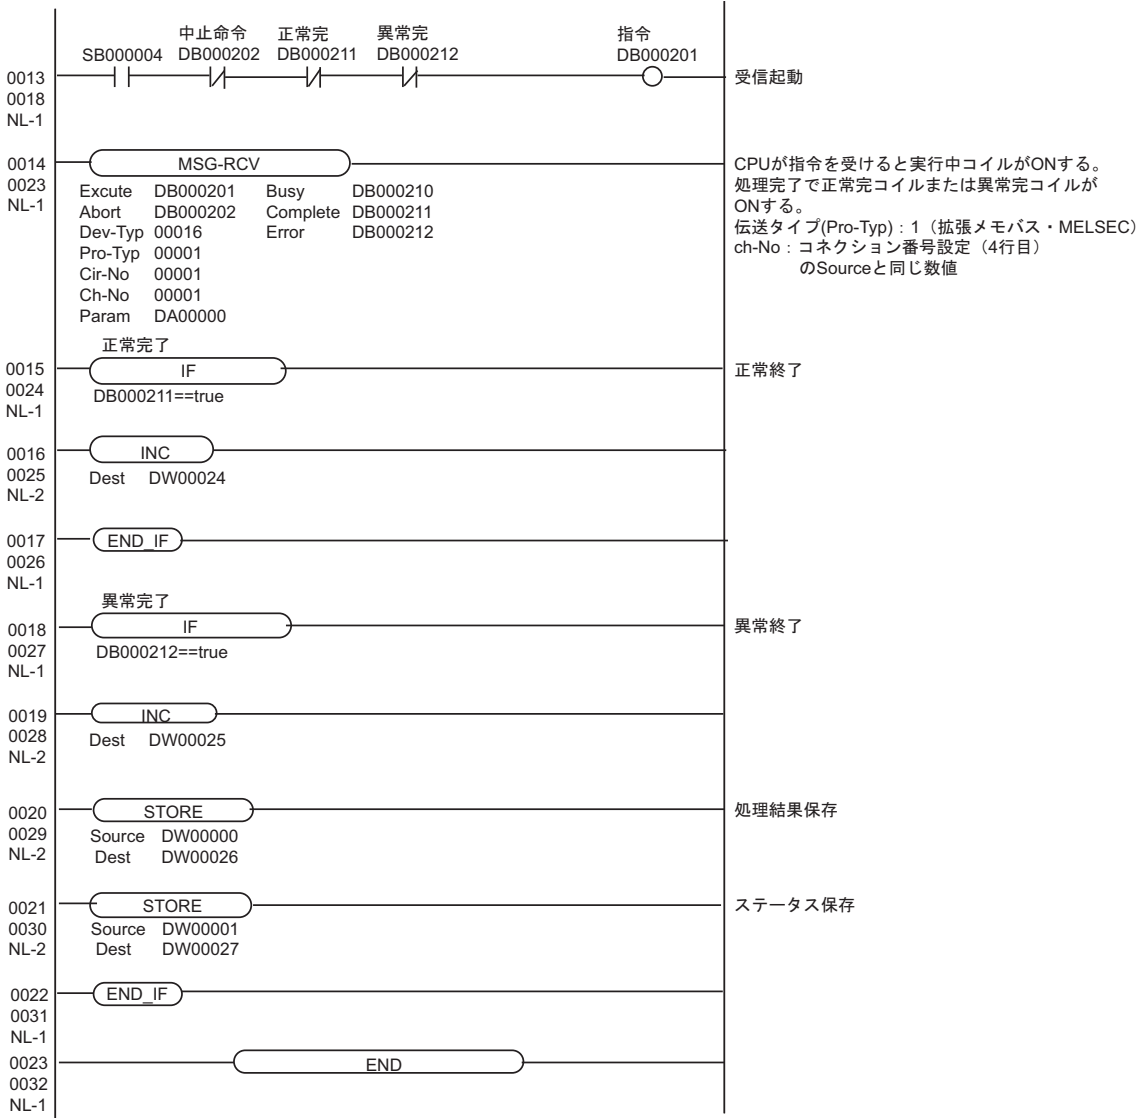 中止命令 正常完 異常完 指令
SB000004 DB000202 DB000211 DB000212 DB000201
0013 受信起動
0018
NL-1
0014 MSG-RCV CPUが指令を受けると実行中コイルがONする。
0023 Excute DB000201 Busy DB000210 処理完了で正常完コイルまたは異常完コイルが
NL-1 Abort DB000202 Complete DB000211 ONする。
Dev-Typ 00016 Error DB000212 伝送タイプ(Pro-Typ)：1（拡張メモバス・MELSEC）
Pro-Typ 00001 ch-No：コネクション番号設定（4行目）
Cir-No 00001 のSourceと同じ数値
Ch-No 00001
Param DA00000
正常完了
0015 IF 正常終了
0024 DB000211==true
NL-1
0016 INC
0025 Dest DW00024
NL-2
0017 END_IF
0026
NL-1
異常完了
0018 IF 異常終了
0027 DB000212==true
NL-1
0019 INC
0028 Dest DW00025
NL-2
0020 STORE 処理結果保存
0029 Source DW00000
NL-2 Dest DW00026
0021 STORE ステータス保存
0030 Source DW00001
NL-2 Dest DW00027
0022 END_IF
0031
NL-1
0023 END
0032
NL-1